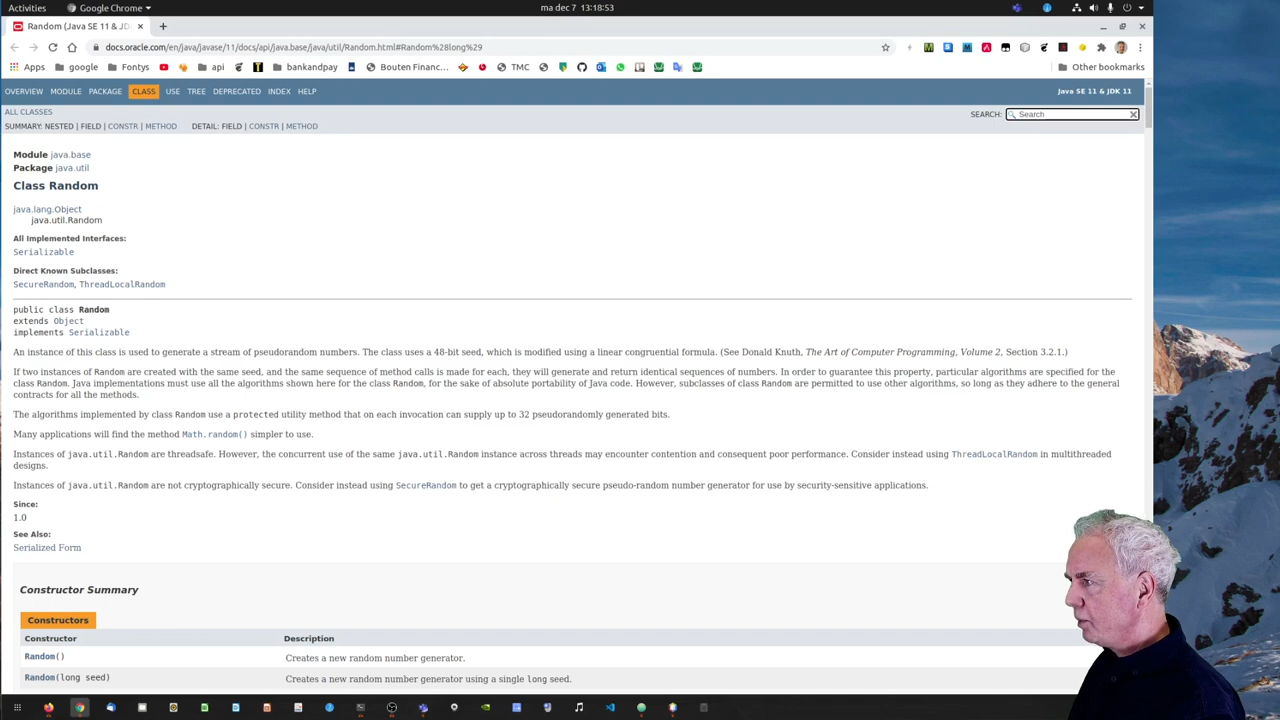 Activities
Google Chrome
ma dec 7 13:18:53
Random (Java SE 11 & JD
docs.oracle.com/en/java/javase/11/docs/api/java.base/java/util/Random.html#Random%28long%29
Apps google Fontys api bankandpay Bouten Financ… TMC Other bookmarks
OVERVIEW MODULE PACKAGE CLASS USE TREE DEPRECATED INDEX HELP
Java SE 11 & JDK 11
ALL CLASSES
SEARCH: Search
SUMMARY: NESTED | FIELD | CONSTR | METHOD DETAIL: FIELD | CONSTR | METHOD
Module java.base
Package java.util
Class Random
java.lang.Object
java.util.Random
All Implemented Interfaces:
Serializable
Direct Known Subclasses:
SecureRandom, ThreadLocalRandom
public class Random
extends Object
implements Serializable
An instance of this class is used to generate a stream of pseudorandom numbers. The class uses a 48-bit seed, which is modified using a linear congruential formula. (See Donald Knuth, The Art of Computer Programming, Volume 2, Section 3.2.1.)
If two instances of Random are created with the same seed, and the same sequence of method calls is made for each, they will generate and return identical sequences of numbers. In order to guarantee this property, particular algorithms are specified for the
class Random. Java implementations must use all the algorithms shown here for the class Random, for the sake of absolute portability of Java code. However, subclasses of class Random are permitted to use other algorithms, so long as they adhere to the general
contracts for all the methods.
The algorithms implemented by class Random use a protected utility method that on each invocation can supply up to 32 pseudorandomly generated bits.
Many applications will find the method Math.random() simpler to use.
Instances of java.util.Random are threadsafe. However, the concurrent use of the same java.util.Random instance across threads may encounter contention and consequent poor performance. Consider instead using ThreadLocalRandom in multithreaded
designs.
Instances of java.util.Random are not cryptographically secure. Consider instead using SecureRandom to get a cryptographically secure pseudo-random number generator for use by security-sensitive applications.
Since:
1.0
See Also:
Serialized Form
Constructor Summary
Constructors
Constructor Description
Random() Creates a new random number generator.
Random(long seed) Creates a new random number generator using a single long seed.